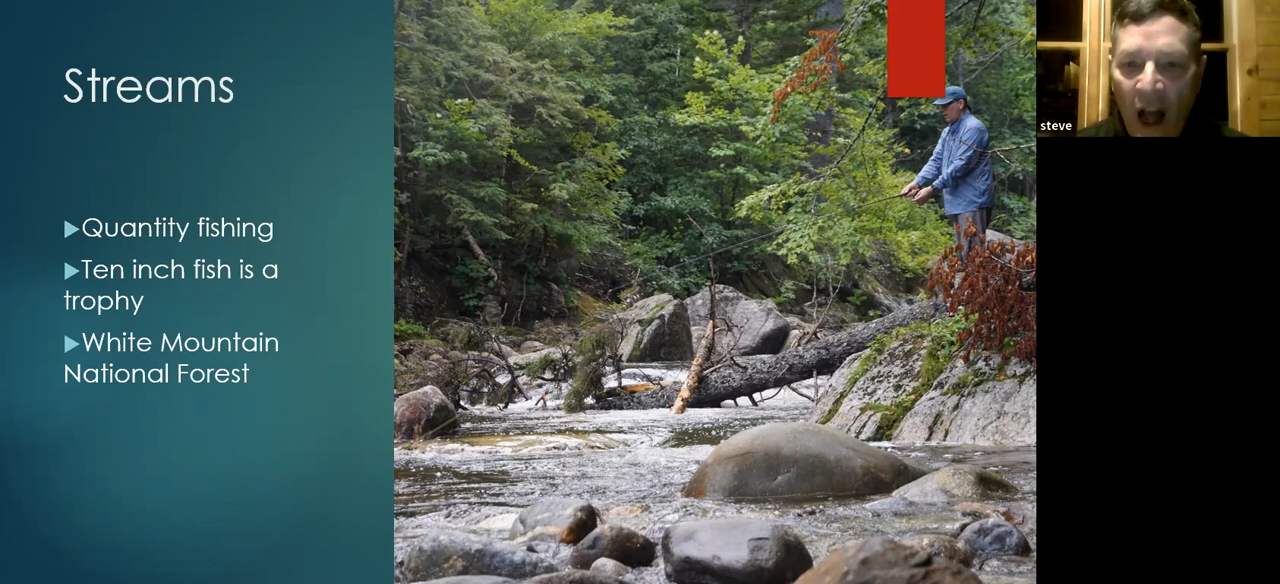 Streams
▶Quantity fishing
▶Ten inch fish is a
trophy
▶White Mountain
National Forest
steve